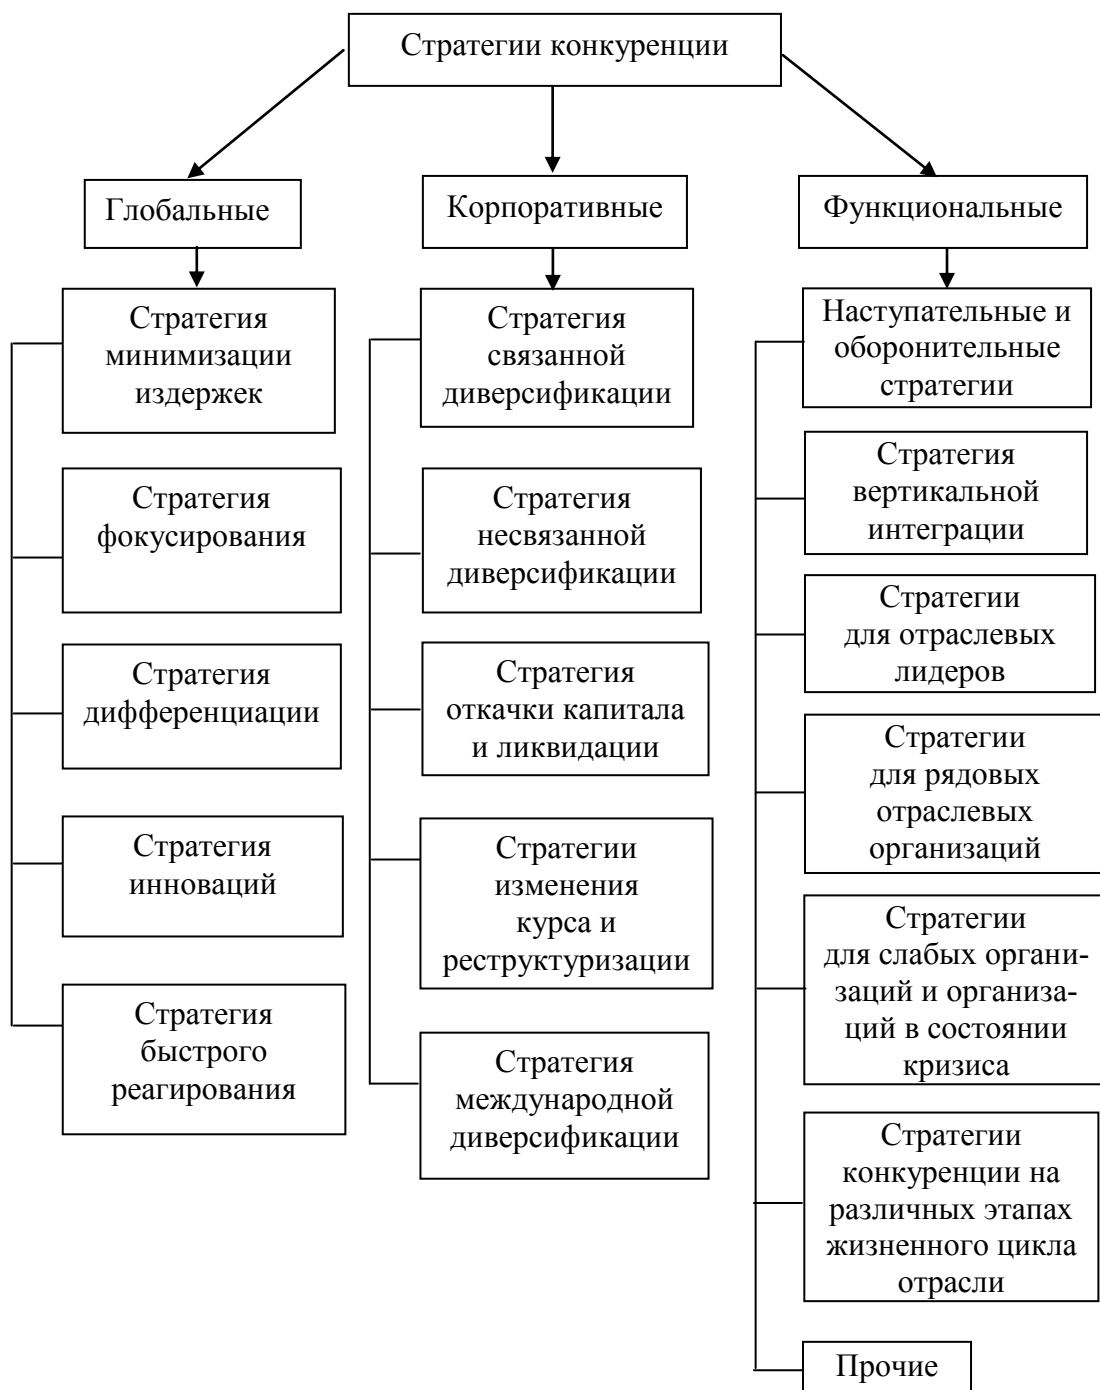 Стратегии конкуренции
Глобальные
Корпоративные
Функциональные
Стратегия
минимизации
издержек
Стратегия
фокусирования
Стратегия
дифференциации
Стратегия
инноваций
Стратегия
быстрого
реагирования
Стратегия
связанной
диверсификации
Стратегия
несвязанной
диверсификации
Стратегия
откачки капитала
и ликвидации
Стратегии
изменения
курса и
реструктуризации
Стратегия
международной
диверсификации
Наступательные и
оборонительные
стратегии
Стратегия
вертикальной
интеграции
Стратегии
для отраслевых
лидеров
Стратегии
для рядовых
отраслевых
организаций
Стратегии
для слабых органи-
заций и организа-
ций в состоянии
кризиса
Стратегии
конкуренции на
различных этапах
жизненного цикла
отрасли
Прочие